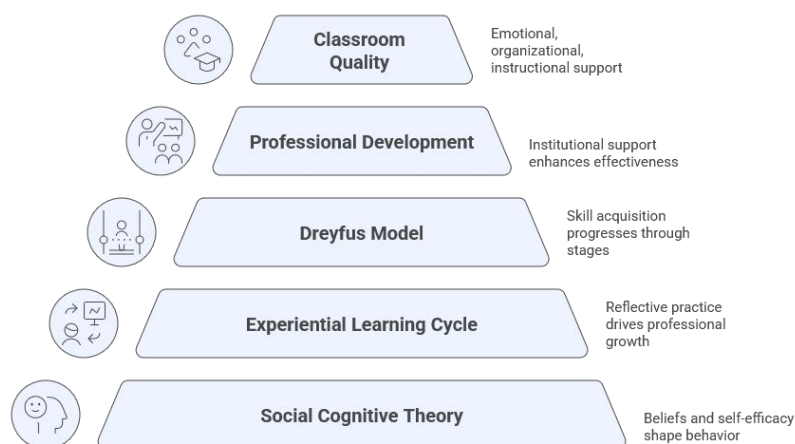 Classroom
Quality
Emotional,
organizational,
instructional support
Professional Development
Institutional support
enhances effectiveness
Dreyfus Model
Skill acquisition
progresses through
stages
Experiential Learning Cycle
Reflective practice
drives professional
growth
Social Cognitive Theory
Beliefs and self-efficacy
shape behavior